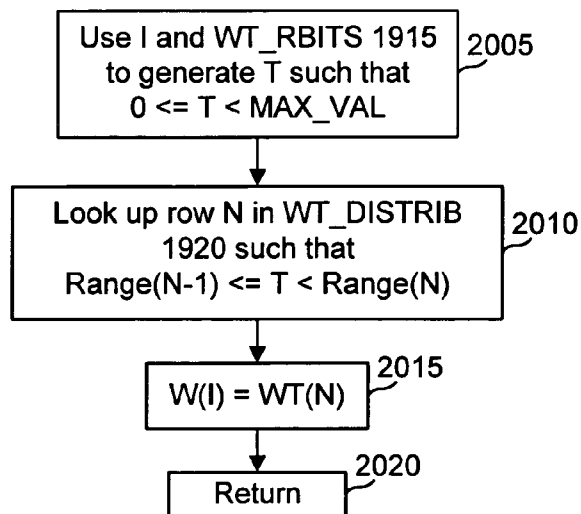 Use I and WT_RBITS 1915
to generate T such that
0 <= T < MAX_VAL
2005
Look up row N in WT_DISTRIB
1920 such that
Range(N-1) <= T < Range(N)
2010
W(I) = WT(N)
2015
Return
2020